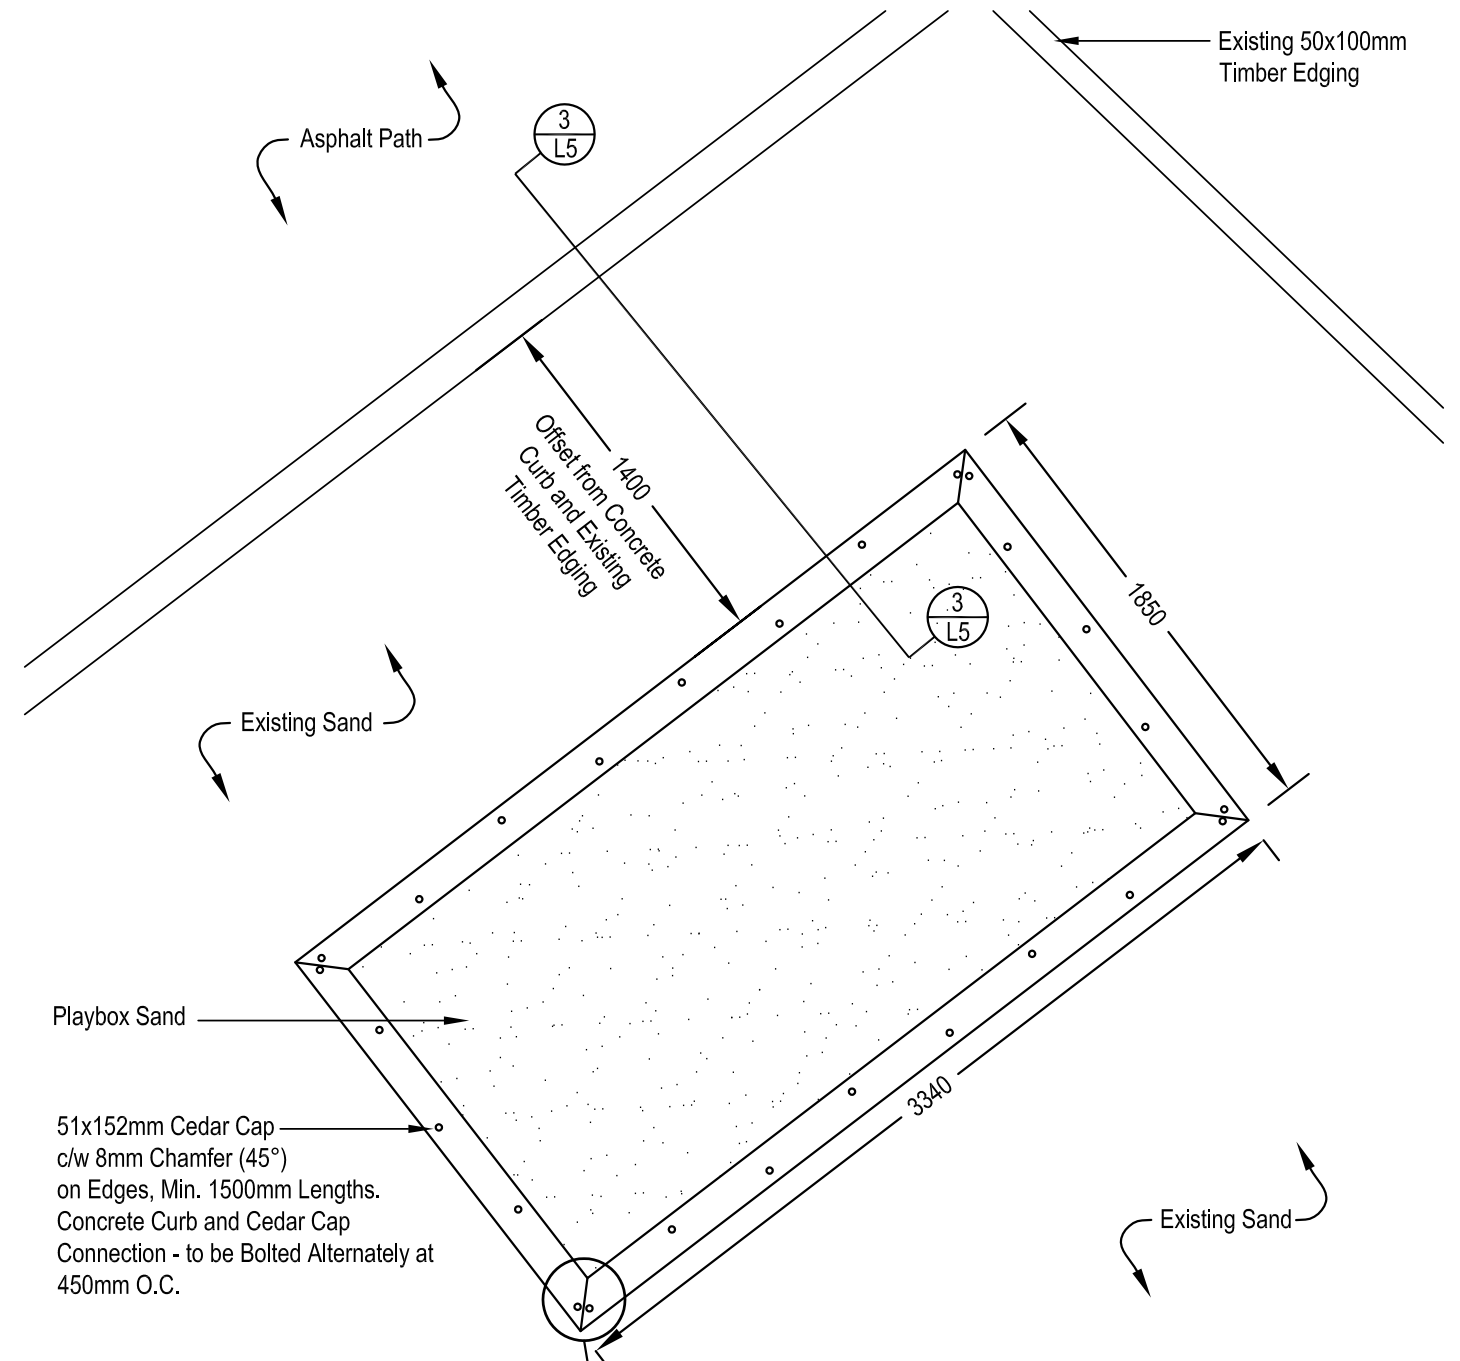 Existing 50x100mm
Timber Edging
Asphalt Path
3
L5
1400
Offset from Concrete
Curb and Existing
Timber Edging
1850
3
L5
Existing Sand
Playbox Sand
3340
51x152mm Cedar Cap
c/w 8mm Chamfer (45°)
on Edges, Min. 1500mm Lengths.
Concrete Curb and Cedar Cap
Connection - to be Bolted Alternately at
450mm O.C.
Existing Sand